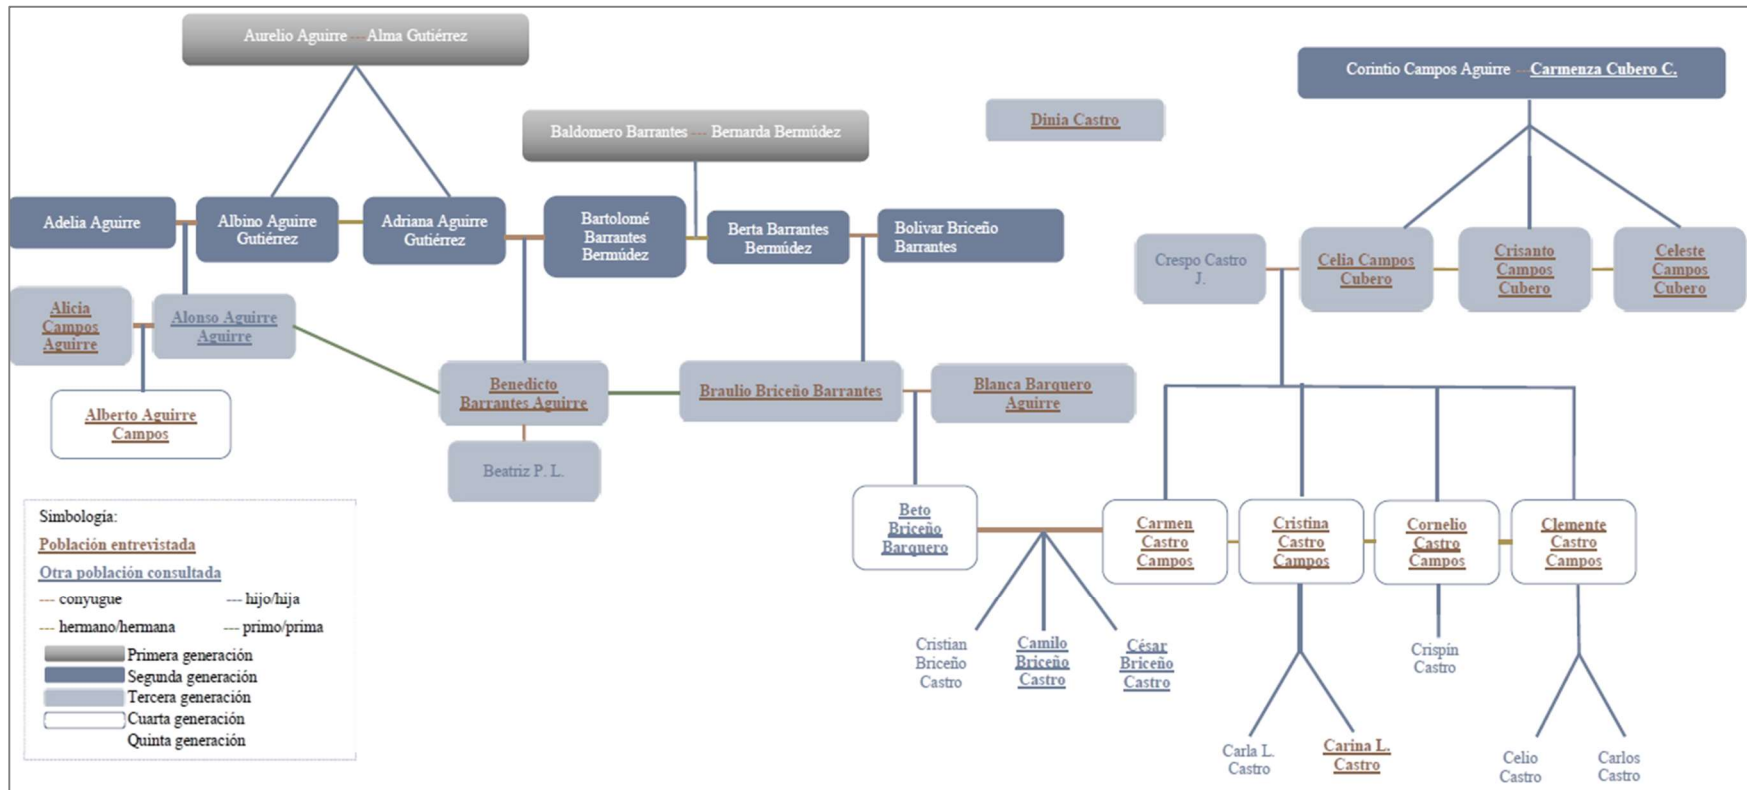 Aurelio Aguirre --- Alma Gutiérrez
Corintio Campos Aguirre ---Carmenza Cubero C.
Baldomero Barrantes --- Bernarda Bermúdez
Dinia Castro
Adelia Aguirre
Albino Aguirre
Gutiérrez
Adriana Aguirre
Gutiérrez
Bartolomé
Barrantes
Bermúdez
Berta Barrantes
Bermúdez
Bolivar Briceño
Barrantes
Crespo Castro
J.
Celia Campos
Cubero
Crisanto
Campos
Cubero
Celeste
Campos
Cubero
Alicia
Campos
Aguirre
Alonso Aguirre
Aguirre
Benedicto
Barrantes Aguirre
Braulio Briceño Barrantes
Blanca Barquero
Aguirre
Alberto Aguirre
Campos
Beatriz P. L.
Beto
Briceño
Barquero
Carmen
Castro
Campos
Cristina
Castro
Campos
Cornelio
Castro
Campos
Clemente
Castro
Campos
Cristian
Briceño
Castro
Camilo
Briceño
Castro
César
Briceño
Castro
Crispín
Castro
Carla L.
Castro
Carina L.
Castro
Celio
Castro
Carlos
Castro
Simbología:
Población entrevistada
Otra población consultada
--- conyugue --- hijo/hija
--- hermano/hermana --- primo/prima
Primera generación
Segunda generación
Tercera generación
Cuarta generación
Quinta generación